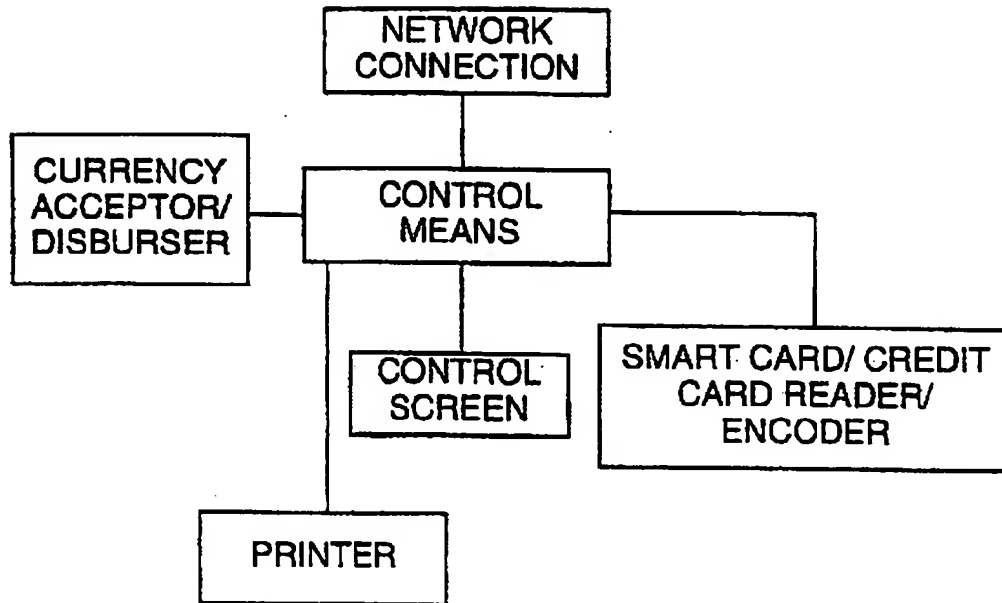 NETWORK
CONNECTION
CURRENCY
ACCEPTOR/
DISBURSER
CONTROL
MEANS
CONTROL
SCREEN
SMART CARD/ CREDIT
CARD READER/
ENCODER
PRINTER